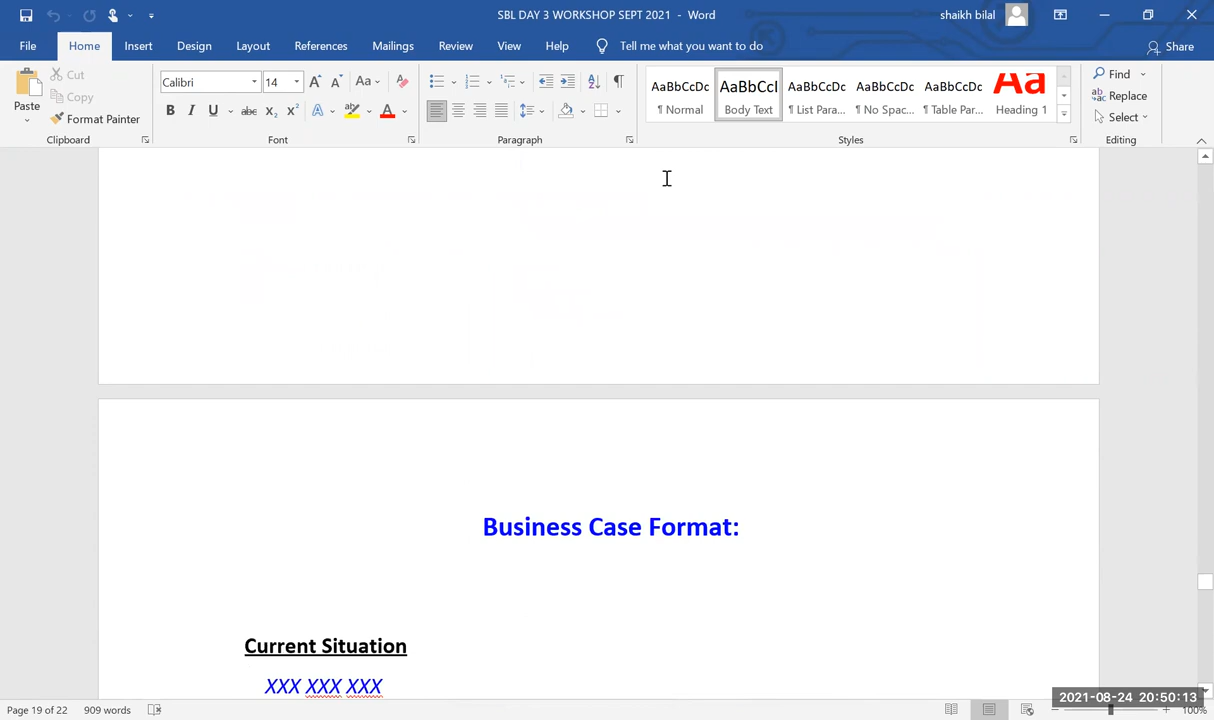 SBL DAY 3 WORKSHOP SEPT 2021 - Word
shaikh bilal
File Home Insert Design Layout References Mailings Review View Help Tell me what you want to do Share
Paste
Cut
Copy
Format Painter
Clipboard
Calibri 14
Aa
B I U abc X₂ X² A A
Font
Paragraph
AaBbCcDc AaBbCcI AaBbCcDc AaBbCcDc AaBbCcDc Aa
¶ Normal Body Text ¶ List Para... ¶ No Spac... ¶ Table Par... Heading 1
Styles
Find
Replace
Select
Editing
Business Case Format:
Current Situation
XXX XXX XXX
2021-08-24 20:50:13
Page 19 of 22 909 words 100%